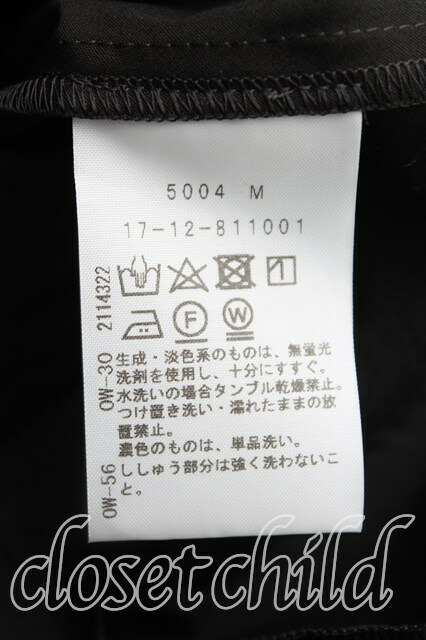 5004 M
17-12-811001
F
W
OW-30 2114322
生成・淡色系のものは、無蛍光
洗剤を使用し、十分にすすぐ。
水洗いの場合タンブル乾燥禁止。
つけ置き洗い・濡れたままの放
置禁止。
濃色のものは、単品洗い。
OW-56
ししゅう部分は強く洗わないこ
と。
closet child